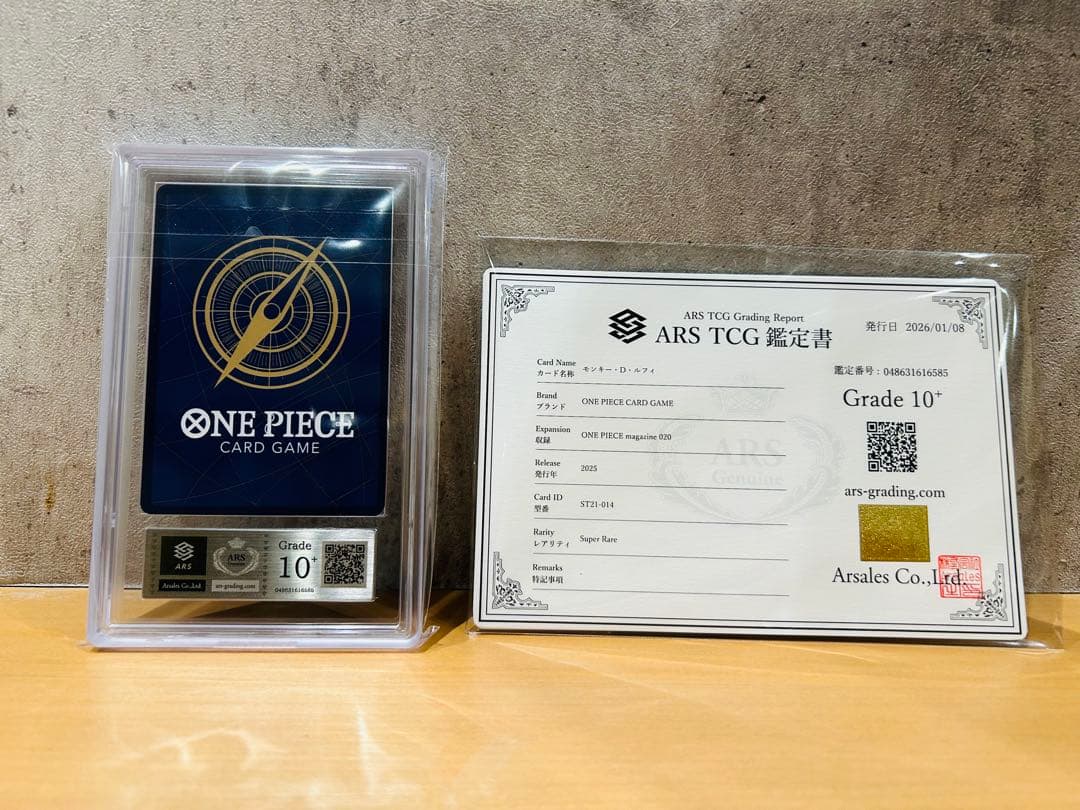 ONE PIECE
CARD GAME
ARS
Arsales Co.,Ltd
ARS
ars-grading.com
Grade
10+
048631616585
ARS TCG Grading Report
ARS TCG 鑑定書
発行日 2026/01/08
Card Name
カード名称 モンキー・D・ルフィ
Brand
ブランド
ONE PIECE CARD GAME
Expansion
収録
ONE PIECE magazine 020
Release
発行年
2025
Card ID
型番
ST21-014
Rarity
レアリティ
Super Rare
Remarks
特記事項
ARS
Genuine
鑑定番号 : 048631616585
Grade 10+
ars-grading.com
Arsales Co.,Ltd.